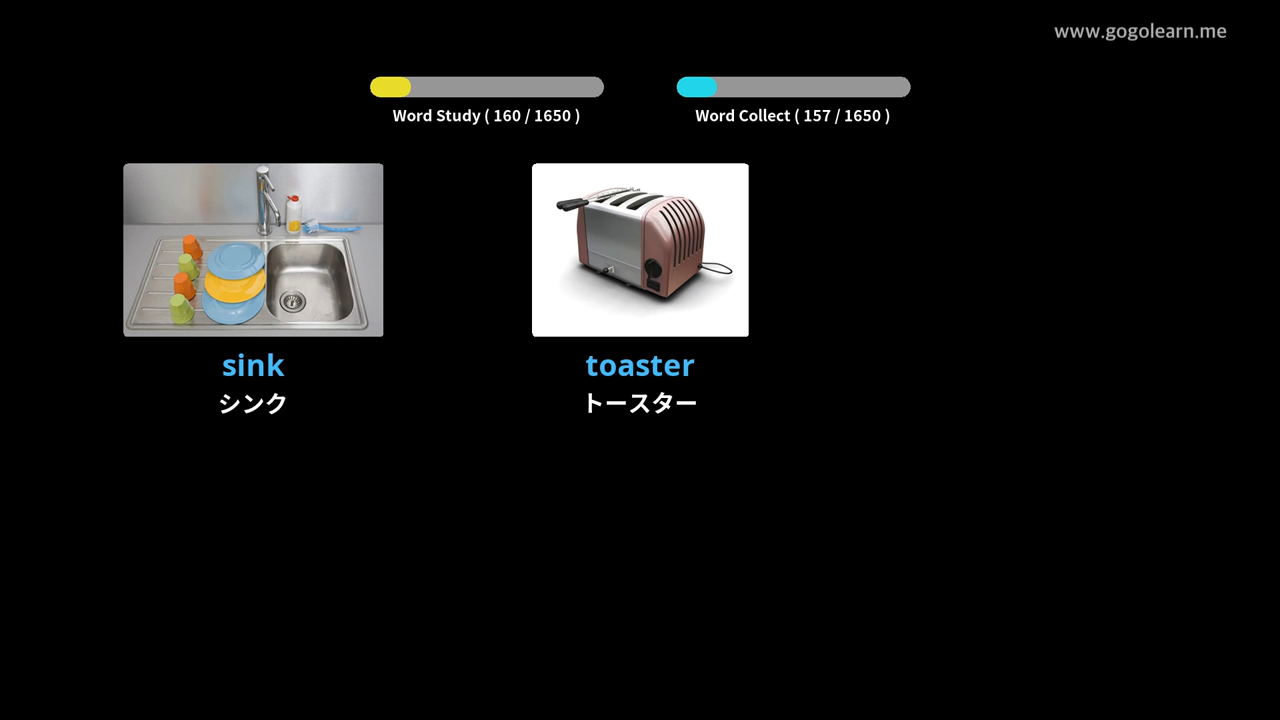 www.gogolearn.me
Word Study ( 160 / 1650 )
Word Collect ( 157 / 1650 )
sink
シンク
toaster
トースター